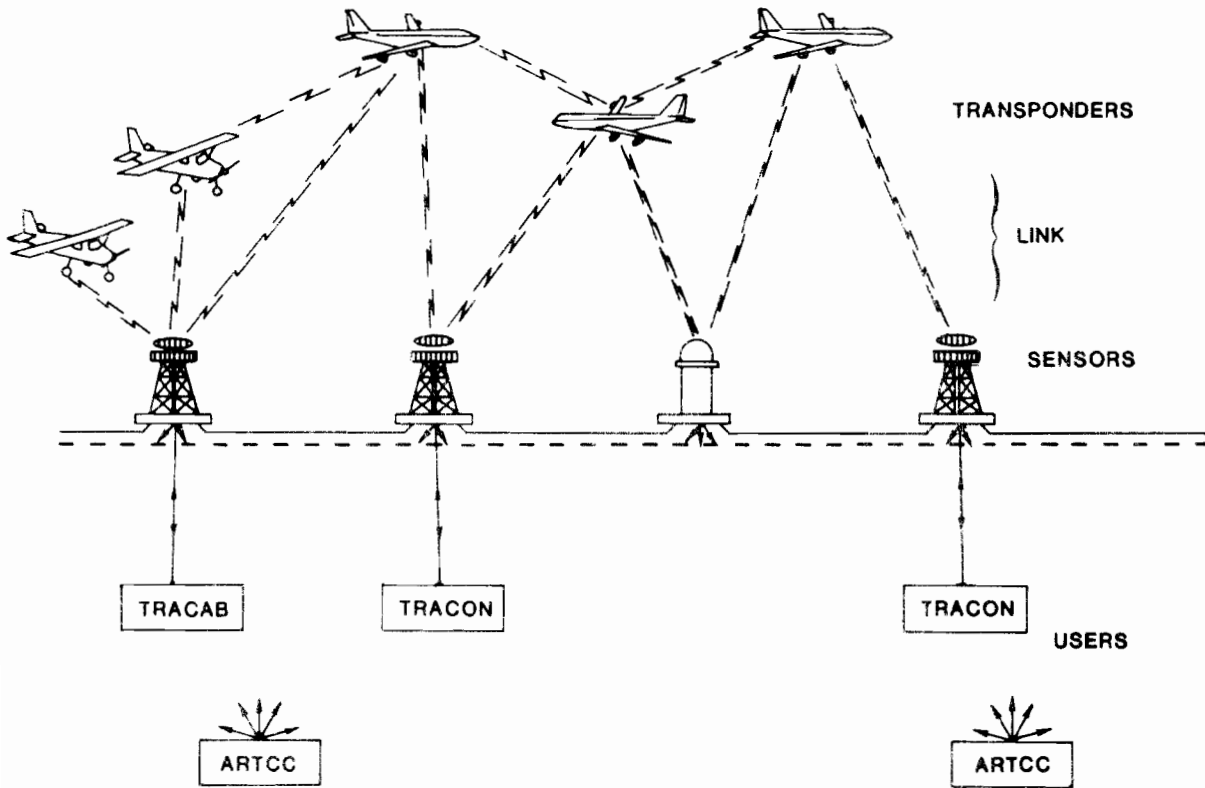 TRANSPONDERS
LINK
SENSORS
TRACAB
TRACON
TRACON
USERS
ARTCC
ARTCC